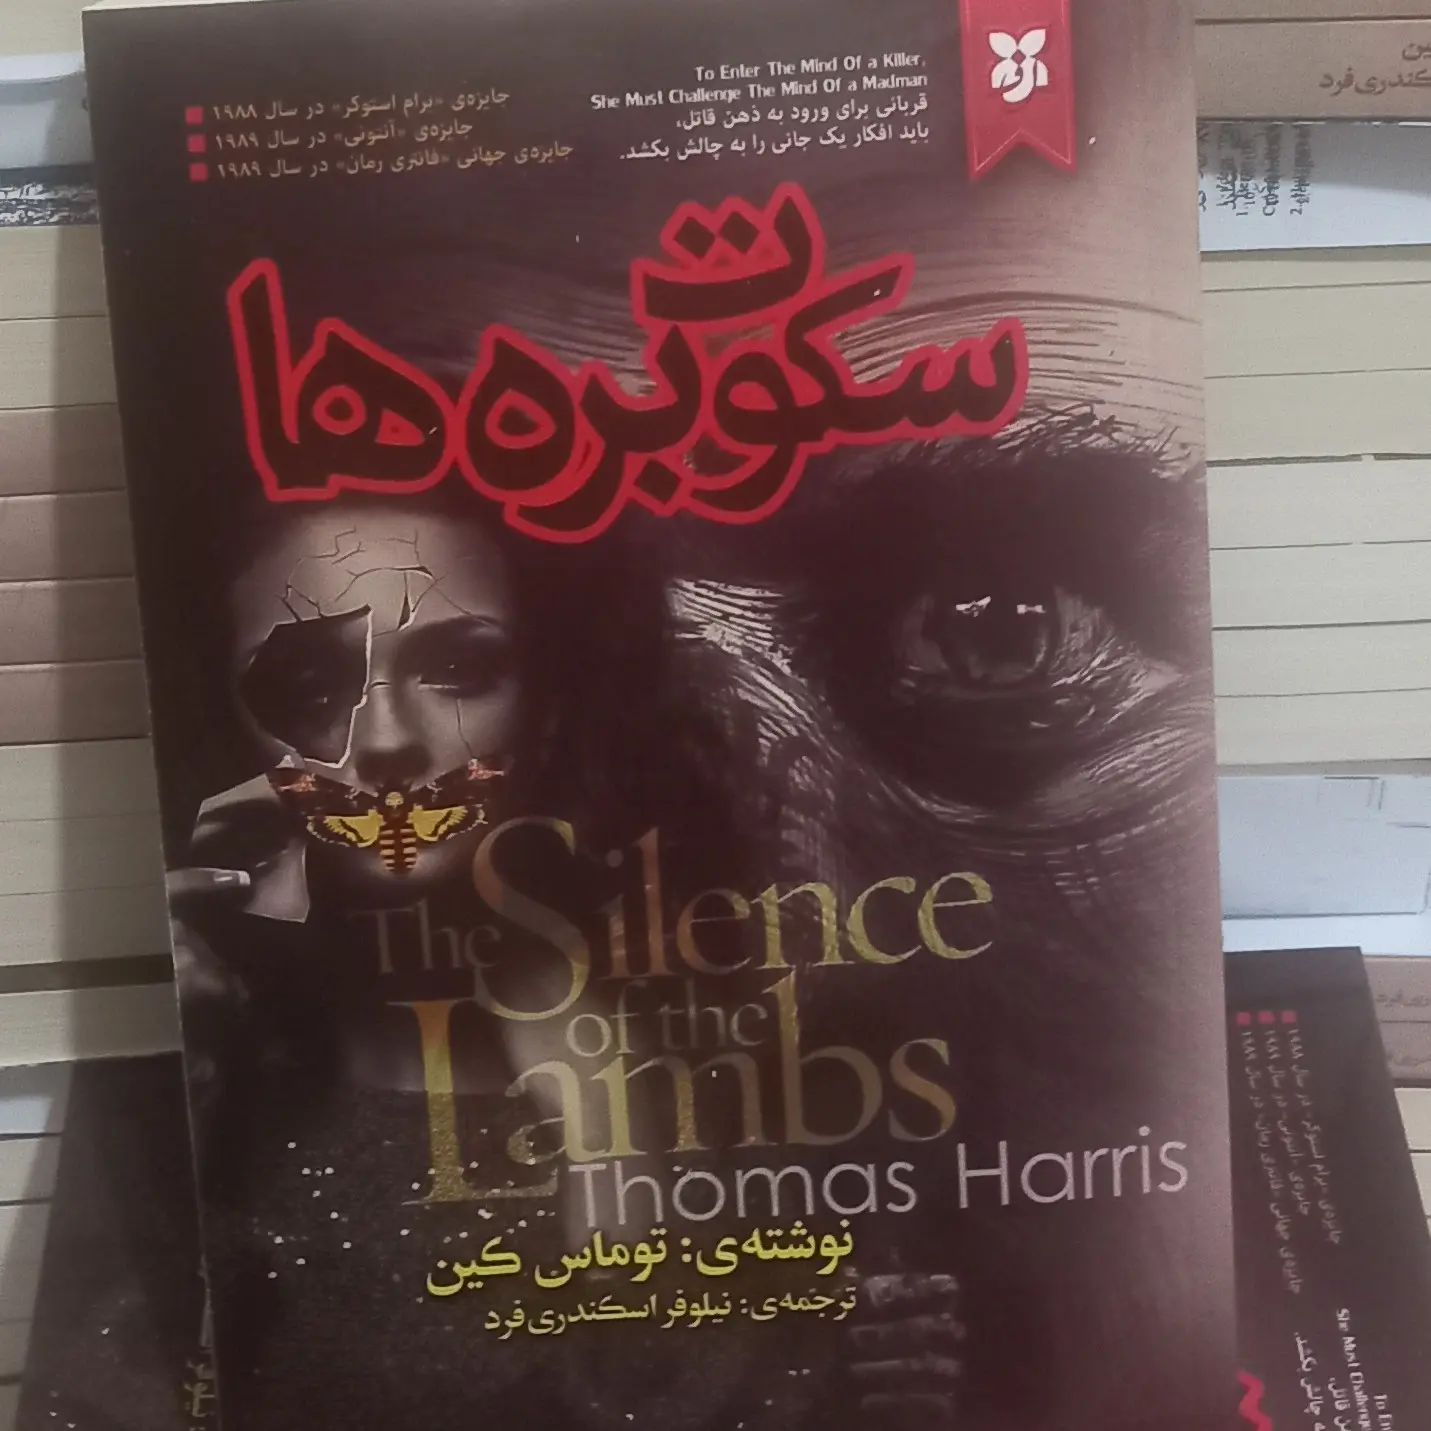 To Enter The Mind Of a Killer,
She Must Challenge The Mind Of a Madman
قربانی برای ورود به ذهن قاتل،
باید افکار یک جانی را به چالش بکشد.
جایزه‌ی «برام استوکر» در سال ۱۹۸۸
جایزه‌ی «آنتونی» در سال ۱۹۸۹
جایزه‌ی جهانی «فانتزی رمان» در سال ۱۹۸۹
سکوت بره‌ها
The Silence
of the
Lambs
Thomas Harris
نوشته‌ی: توماس کین
ترجمه‌ی: نیلوفر اسکندری‌فرد